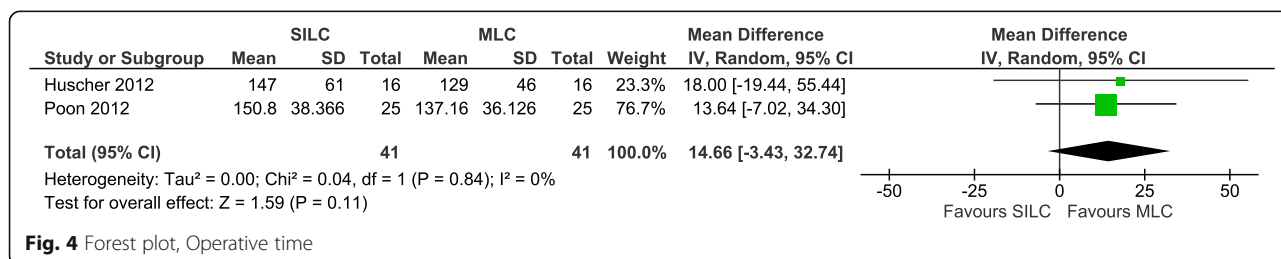 SILC MLC Mean Difference Mean Difference
Study or Subgroup Mean SD Total Mean SD Total Weight IV, Random, 95% CI IV, Random, 95% CI
Huscher 2012 147 61 16 129 46 16 23.3% 18.00 [-19.44, 55.44]
Poon 2012 150.8 38.366 25 137.16 36.126 25 76.7% 13.64 [-7.02, 34.30]
Total (95% CI) 41 41 100.0% 14.66 [-3.43, 32.74]
Heterogeneity: Tau² = 0.00; Chi² = 0.04, df = 1 (P = 0.84); I² = 0%
Test for overall effect: Z = 1.59 (P = 0.11)
-50 -25 0 25 50
Favours SILC Favours MLC
Fig. 4 Forest plot, Operative time